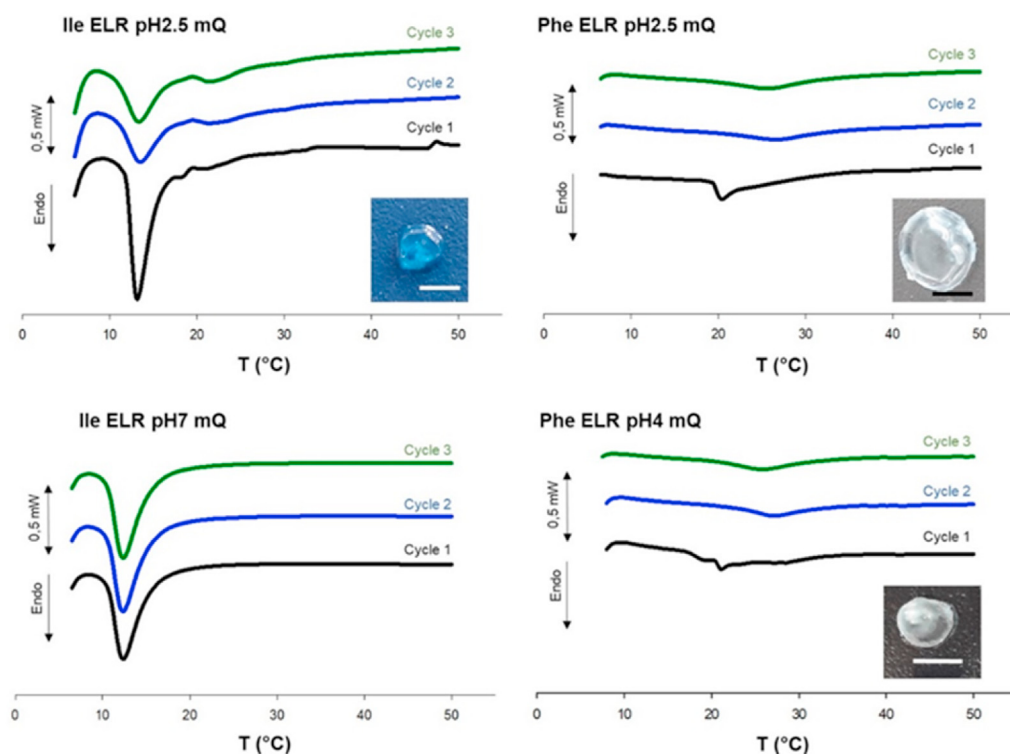 Ile ELR pH2.5 mQ
Cycle 3
Cycle 2
Cycle 1
0,5 mW
Endo
0 10 20 30 40 50
T (°C)
Phe ELR pH2.5 mQ
Cycle 3
Cycle 2
Cycle 1
0,5 mW
Endo
0 10 20 30 40 50
T (°C)
Ile ELR pH7 mQ
Cycle 3
Cycle 2
Cycle 1
0,5 mW
Endo
0 10 20 30 40 50
T (°C)
Phe ELR pH4 mQ
Cycle 3
Cycle 2
Cycle 1
0,5 mW
Endo
0 10 20 30 40 50
T (°C)